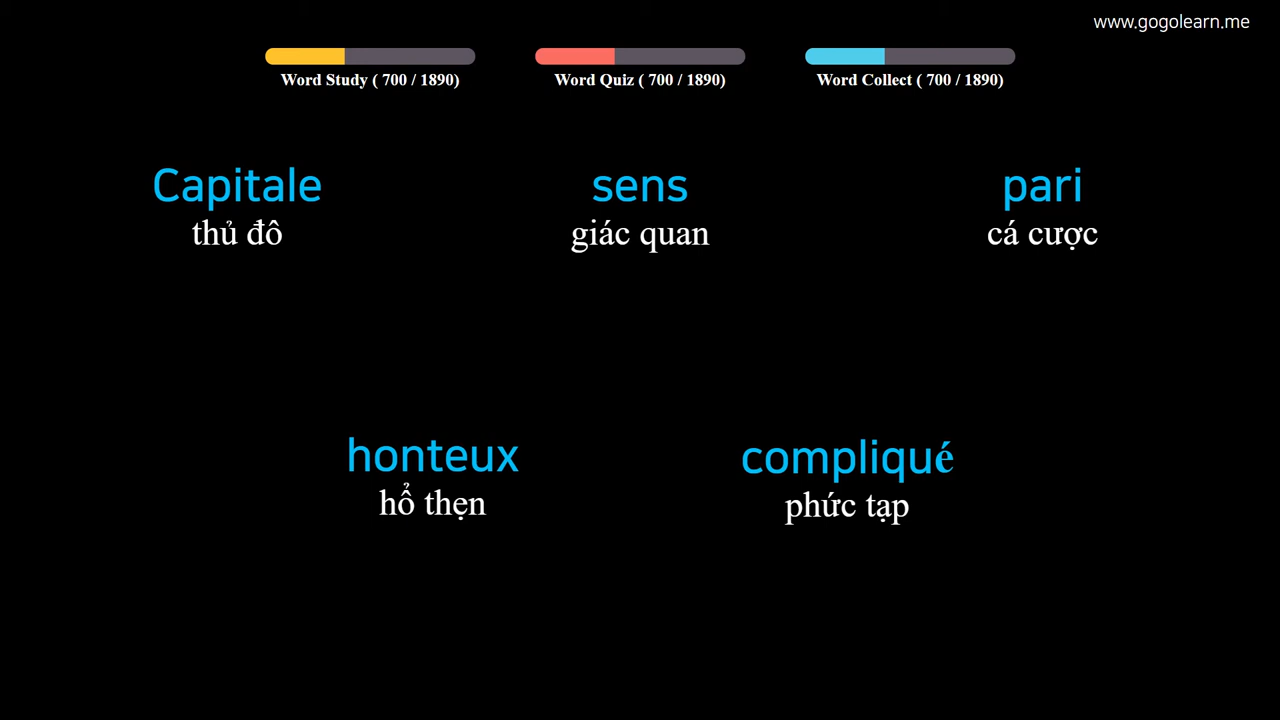 www.gogolearn.me
Word Study ( 700 / 1890)
Word Quiz ( 700 / 1890)
Word Collect ( 700 / 1890)
Capitale
thủ đô
sens
giác quan
pari
cá cược
honteux
hổ thẹn
compliqué
phức tạp